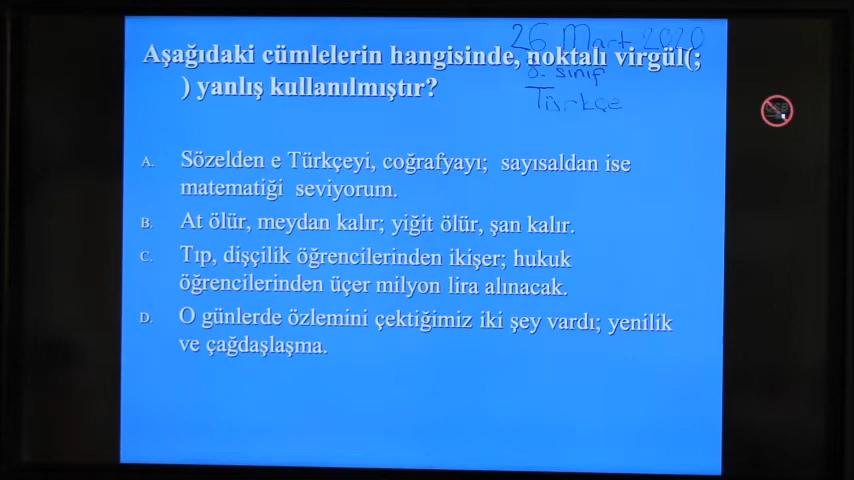 26 Mart 2020
Aşağıdaki cümlelerin hangisinde, noktalı virgül(;
8. sınıf
) yanlış kullanılmıştır?
Türkçe
A. Sözelden e Türkçeyi, coğrafyayı; sayısaldan ise
matematiği seviyorum.
B. At ölür, meydan kalır; yiğit ölür, şan kalır.
C. Tıp, dişçilik öğrencilerinden ikişer; hukuk
öğrencilerinden üçer milyon lira alınacak.
D. O günlerde özlemini çektiğimiz iki şey vardı; yenilik
ve çağdaşlaşma.